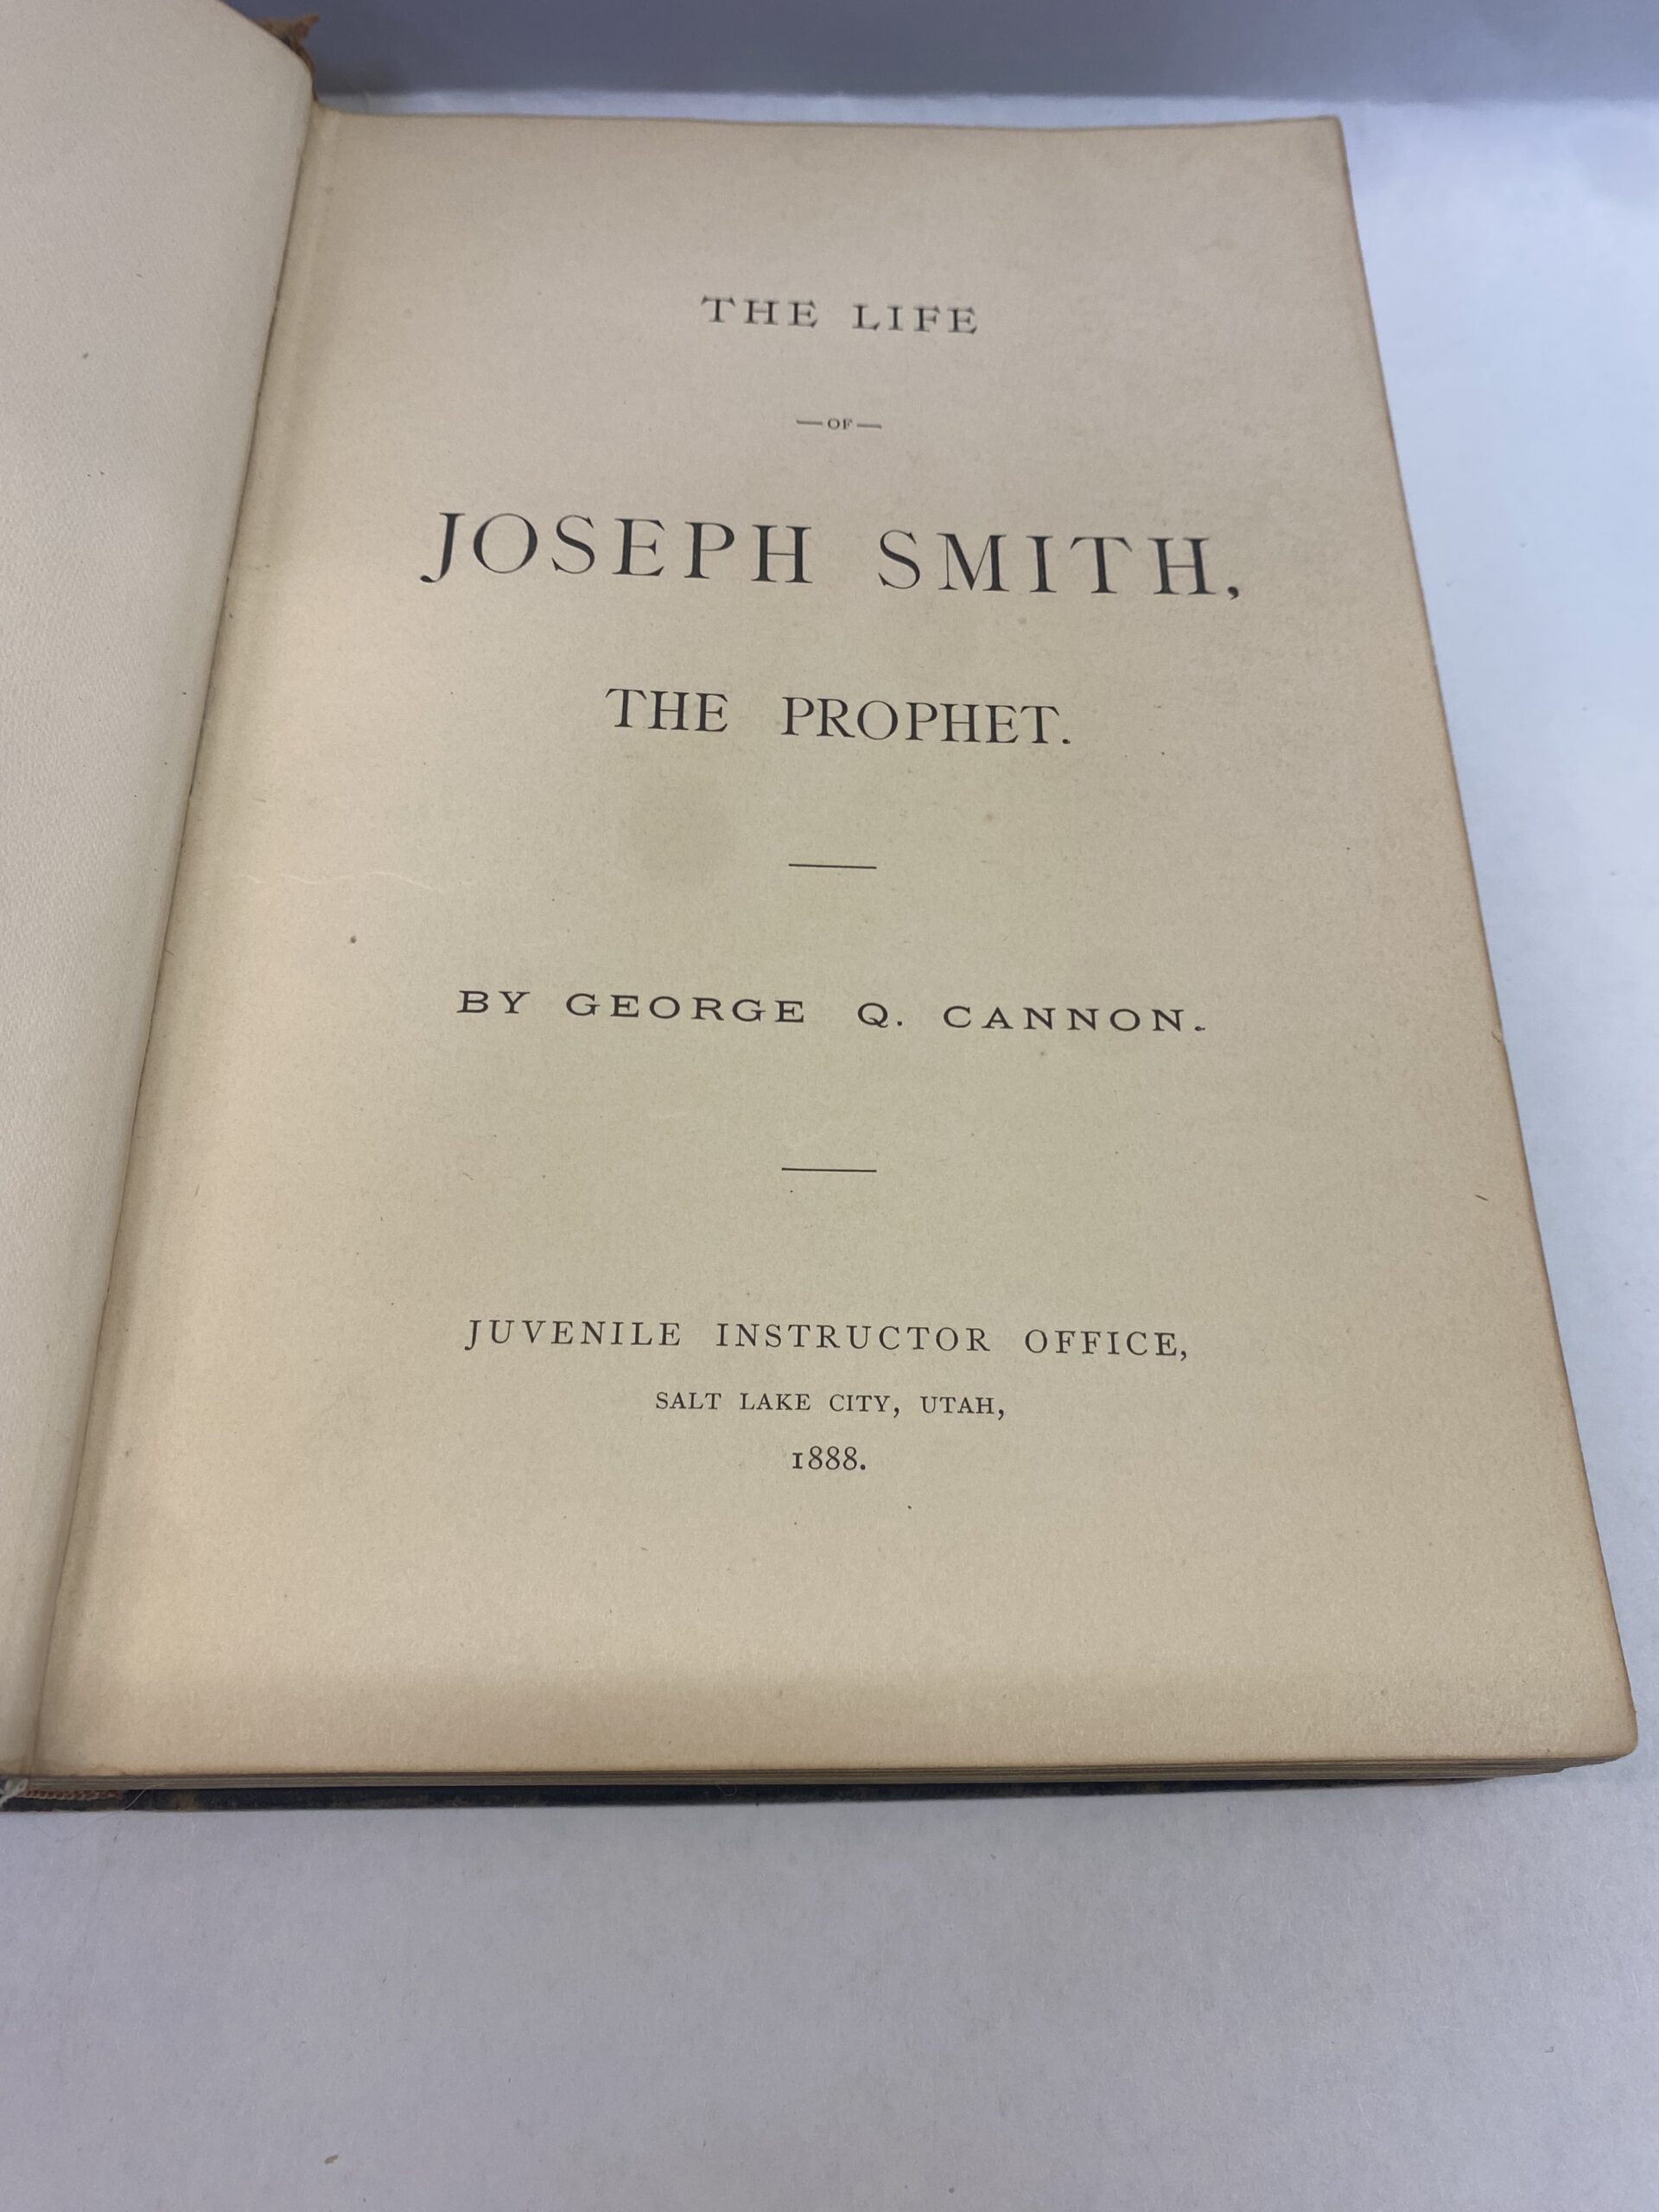 THE LIFE
—OF—
JOSEPH SMITH,
THE PROPHET.
BY GEORGE Q. CANNON.
JUVENILE INSTRUCTOR OFFICE,
SALT LAKE CITY, UTAH,
1888.